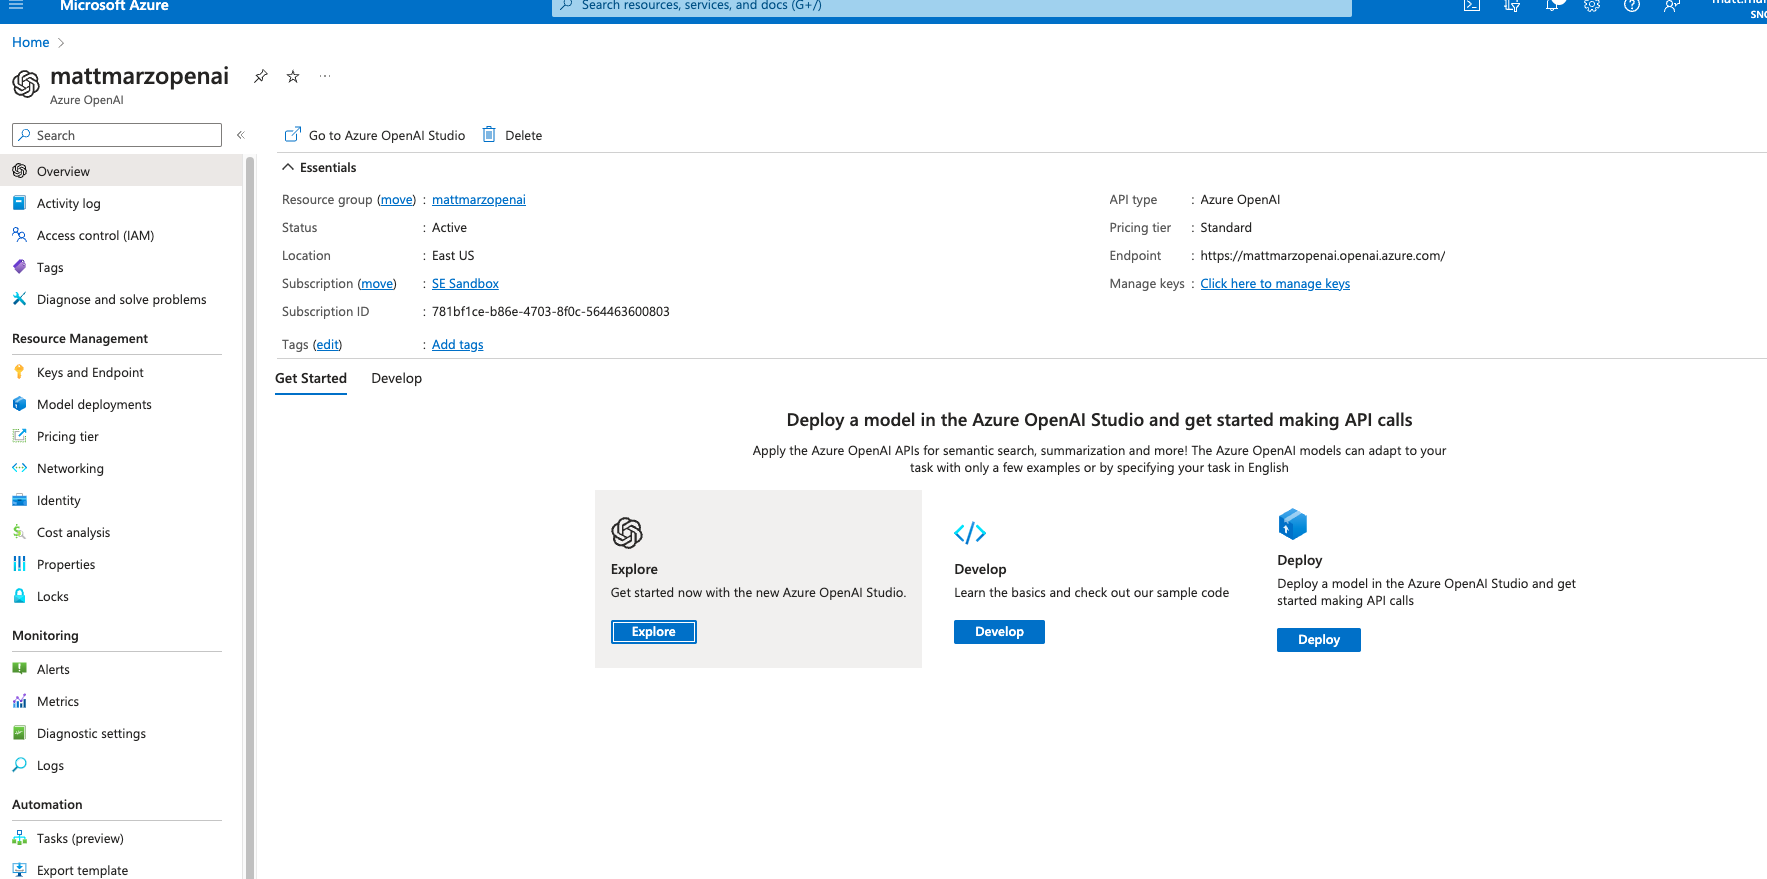 Microsoft Azure
Search resources, services, and docs (G+/)
Home
mattmarzopenai
Azure OpenAI
Search
Go to Azure OpenAI Studio
Delete
Overview
Activity log
Access control (IAM)
Tags
Diagnose and solve problems
Resource Management
Keys and Endpoint
Model deployments
Pricing tier
Networking
Identity
Cost analysis
Properties
Locks
Monitoring
Alerts
Metrics
Diagnostic settings
Logs
Automation
Tasks (preview)
Export template
Essentials
Resource group (move) : mattmarzopenai
Status : Active
Location : East US
Subscription (move) : SE Sandbox
Subscription ID : 781bf1ce-b86e-4703-8f0c-564463600803
Tags (edit) : Add tags
API type : Azure OpenAI
Pricing tier : Standard
Endpoint : https://mattmarzopenai.openai.azure.com/
Manage keys : Click here to manage keys
Get Started
Develop
Deploy a model in the Azure OpenAI Studio and get started making API calls
Apply the Azure OpenAI APIs for semantic search, summarization and more! The Azure OpenAI models can adapt to your
task with only a few examples or by specifying your task in English
Explore
Get started now with the new Azure OpenAI Studio.
Explore
Develop
Learn the basics and check out our sample code
Develop
Deploy
Deploy a model in the Azure OpenAI Studio and get
started making API calls
Deploy